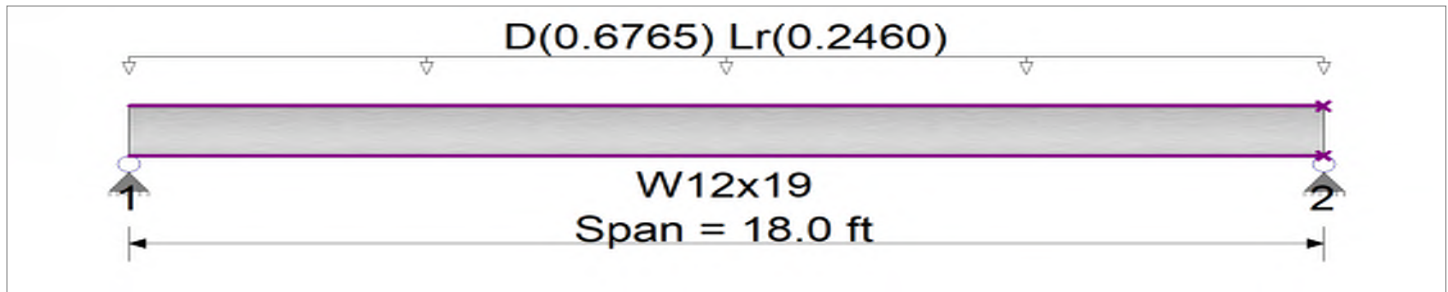 D(0.6765) Lr(0.2460)
W12x19
1 2
Span = 18.0 ft